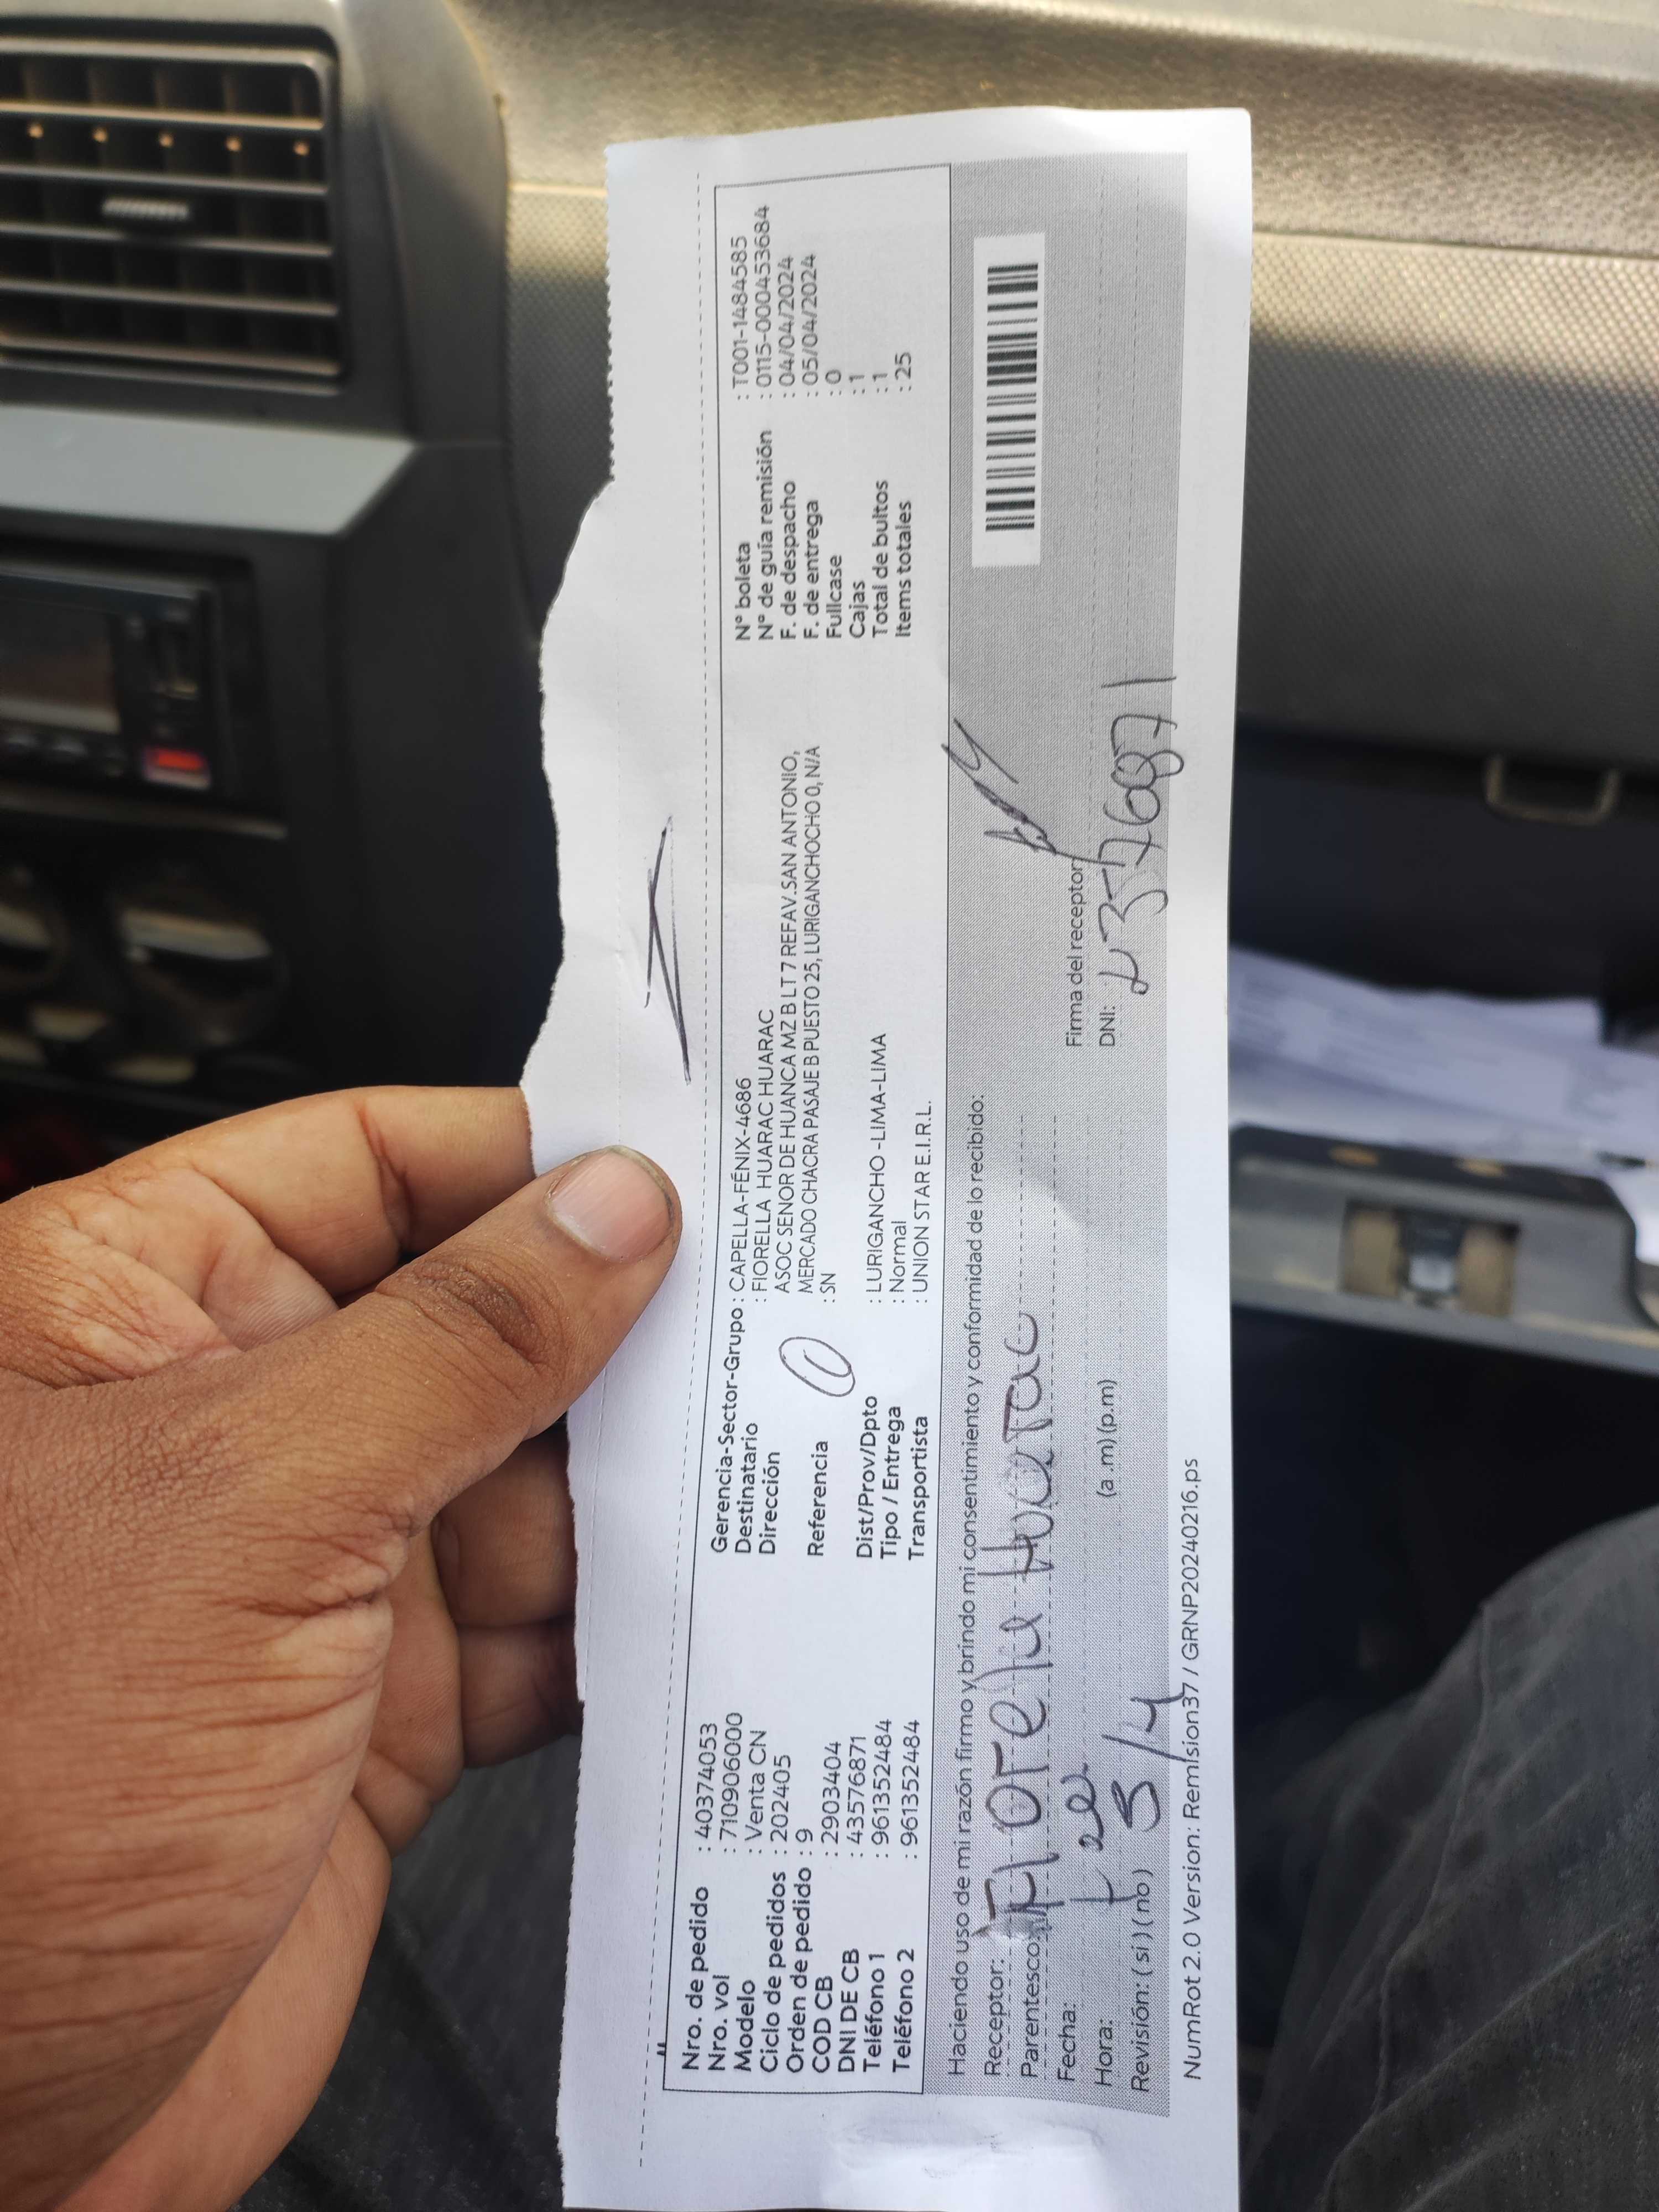 Nro. de pedido : 40374053
Nro. vol : 710906000
Modelo : Venta CN
Ciclo de pedidos : 202405
Orden de pedido : 9
COD CB : 2903404
DNI DE CB : 43576871
Teléfono 1 : 961352484
Teléfono 2 : 961352484
Gerencia-Sector-Grupo : CAPELLA-FÉNIX-4686
Destinatario : FIORELLA HUARAC HUARAC
Dirección ASOC SENOR DE HUANCA MZ B LT 7 REFAV.SAN ANTONIO,
MERCADO CHACRA PASAJE B PUESTO 25, LURIGANCHOCHO 0, N/A
Referencia : SN
Dist/Prov/Dpto : LURIGANCHO -LIMA-LIMA
Tipo / Entrega : Normal
Transportista : UNION STAR E.I.R.L.
N° boleta : T001-1484585
N° de guía remisión : 0115-0004453684
F. de despacho : 04/04/2024
F. de entrega : 05/04/2024
Fullcase : 0
Cajas : 1
Total de bultos : 1
Items totales : 25
Haciendo uso de mi razón firmo y brindo mi consentimiento y conformidad de lo recibido:
Receptor: Fiorella Huarac
Parentesco:
Fecha:
Hora: 5/4 (a .m) (p.m)
Revisión: ( si ) ( no )
Firma del receptor
DNI: 43576871
NumRot 2.0 Version: Remision37 / GRNP20240216.ps